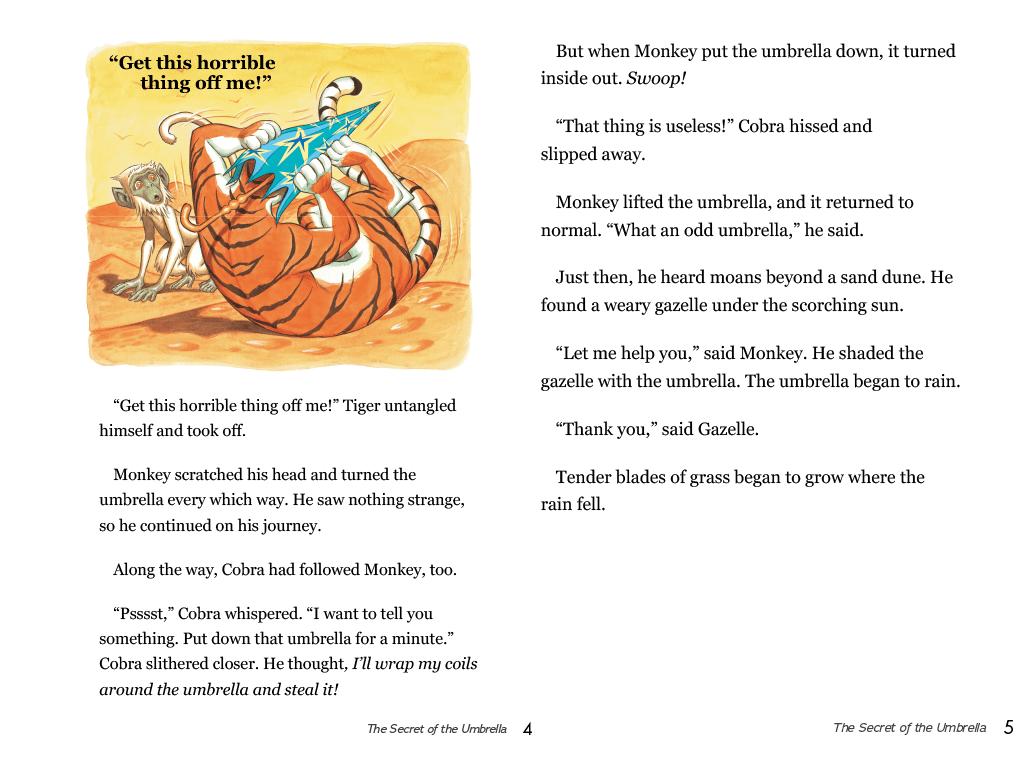 “Get this horrible
thing off me!”
“Get this horrible thing off me!” Tiger untangled
himself and took off.
Monkey scratched his head and turned the
umbrella every which way. He saw nothing strange,
so he continued on his journey.
Along the way, Cobra had followed Monkey, too.
“Psssst,” Cobra whispered. “I want to tell you
something. Put down that umbrella for a minute.”
Cobra slithered closer. He thought, I’ll wrap my coils
around the umbrella and steal it!
The Secret of the Umbrella 4
But when Monkey put the umbrella down, it turned
inside out. Swoop!
“That thing is useless!” Cobra hissed and
slipped away.
Monkey lifted the umbrella, and it returned to
normal. “What an odd umbrella,” he said.
Just then, he heard moans beyond a sand dune. He
found a weary gazelle under the scorching sun.
“Let me help you,” said Monkey. He shaded the
gazelle with the umbrella. The umbrella began to rain.
“Thank you,” said Gazelle.
Tender blades of grass began to grow where the
rain fell.
The Secret of the Umbrella 5